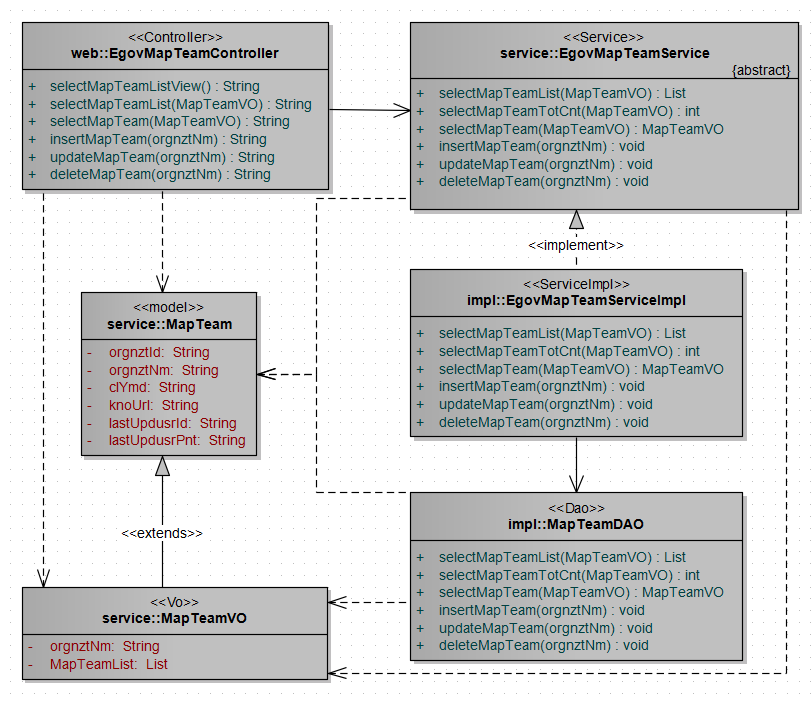 <<Controller>>
web::EgovMapTeamController
+ selectMapTeamListView() : String
+ selectMapTeamList(MapTeamVO) : String
+ selectMapTeam(MapTeamVO) : String
+ insertMapTeam(orgnztNm) : String
+ updateMapTeam(orgnztNm) : String
+ deleteMapTeam(orgnztNm) : String
<<Service>>
service::EgovMapTeamService
{abstract}
+ selectMapTeamList(MapTeamVO) : List
+ selectMapTeamTotCnt(MapTeamVO) : int
+ selectMapTeam(MapTeamVO) : MapTeamVO
+ insertMapTeam(orgnztNm) : void
+ updateMapTeam(orgnztNm) : void
+ deleteMapTeam(orgnztNm) : void
<<implement>>
<<model>>
service::MapTeam
- orgnztId: String
- orgnztNm: String
- clYmd: String
- knoUrl: String
- lastUpdusrId: String
- lastUpdusrPnt: String
<<ServiceImpl>>
impl::EgovMapTeamServiceImpl
+ selectMapTeamList(MapTeamVO) : List
+ selectMapTeamTotCnt(MapTeamVO) : int
+ selectMapTeam(MapTeamVO) : MapTeamVO
+ insertMapTeam(orgnztNm) : void
+ updateMapTeam(orgnztNm) : void
+ deleteMapTeam(orgnztNm) : void
<<extends>>
<<Vo>>
service::MapTeamVO
- orgnztNm: String
- MapTeamList: List
<<Dao>>
impl::MapTeamDAO
+ selectMapTeamList(MapTeamVO) : List
+ selectMapTeamTotCnt(MapTeamVO) : int
+ selectMapTeam(MapTeamVO) : MapTeamVO
+ insertMapTeam(orgnztNm) : void
+ updateMapTeam(orgnztNm) : void
+ deleteMapTeam(orgnztNm) : void